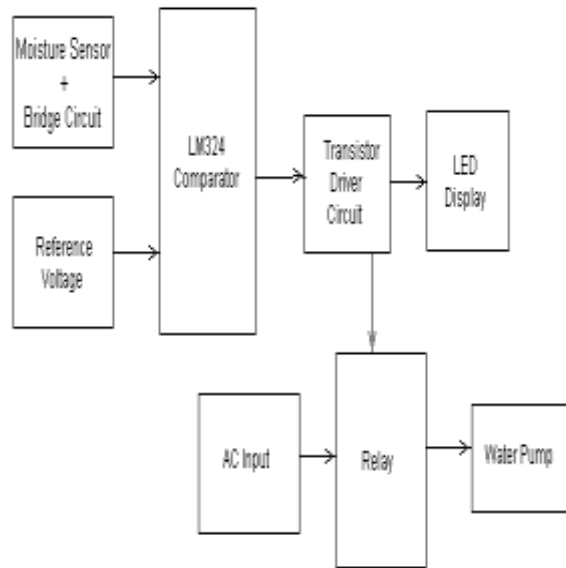 Moisture Sensor
+
Bridge Circuit
LM324
Comparator
Transistor
Driver
Circuit
LED
Display
Reference
Voltage
AC Input
Relay
Water Pump